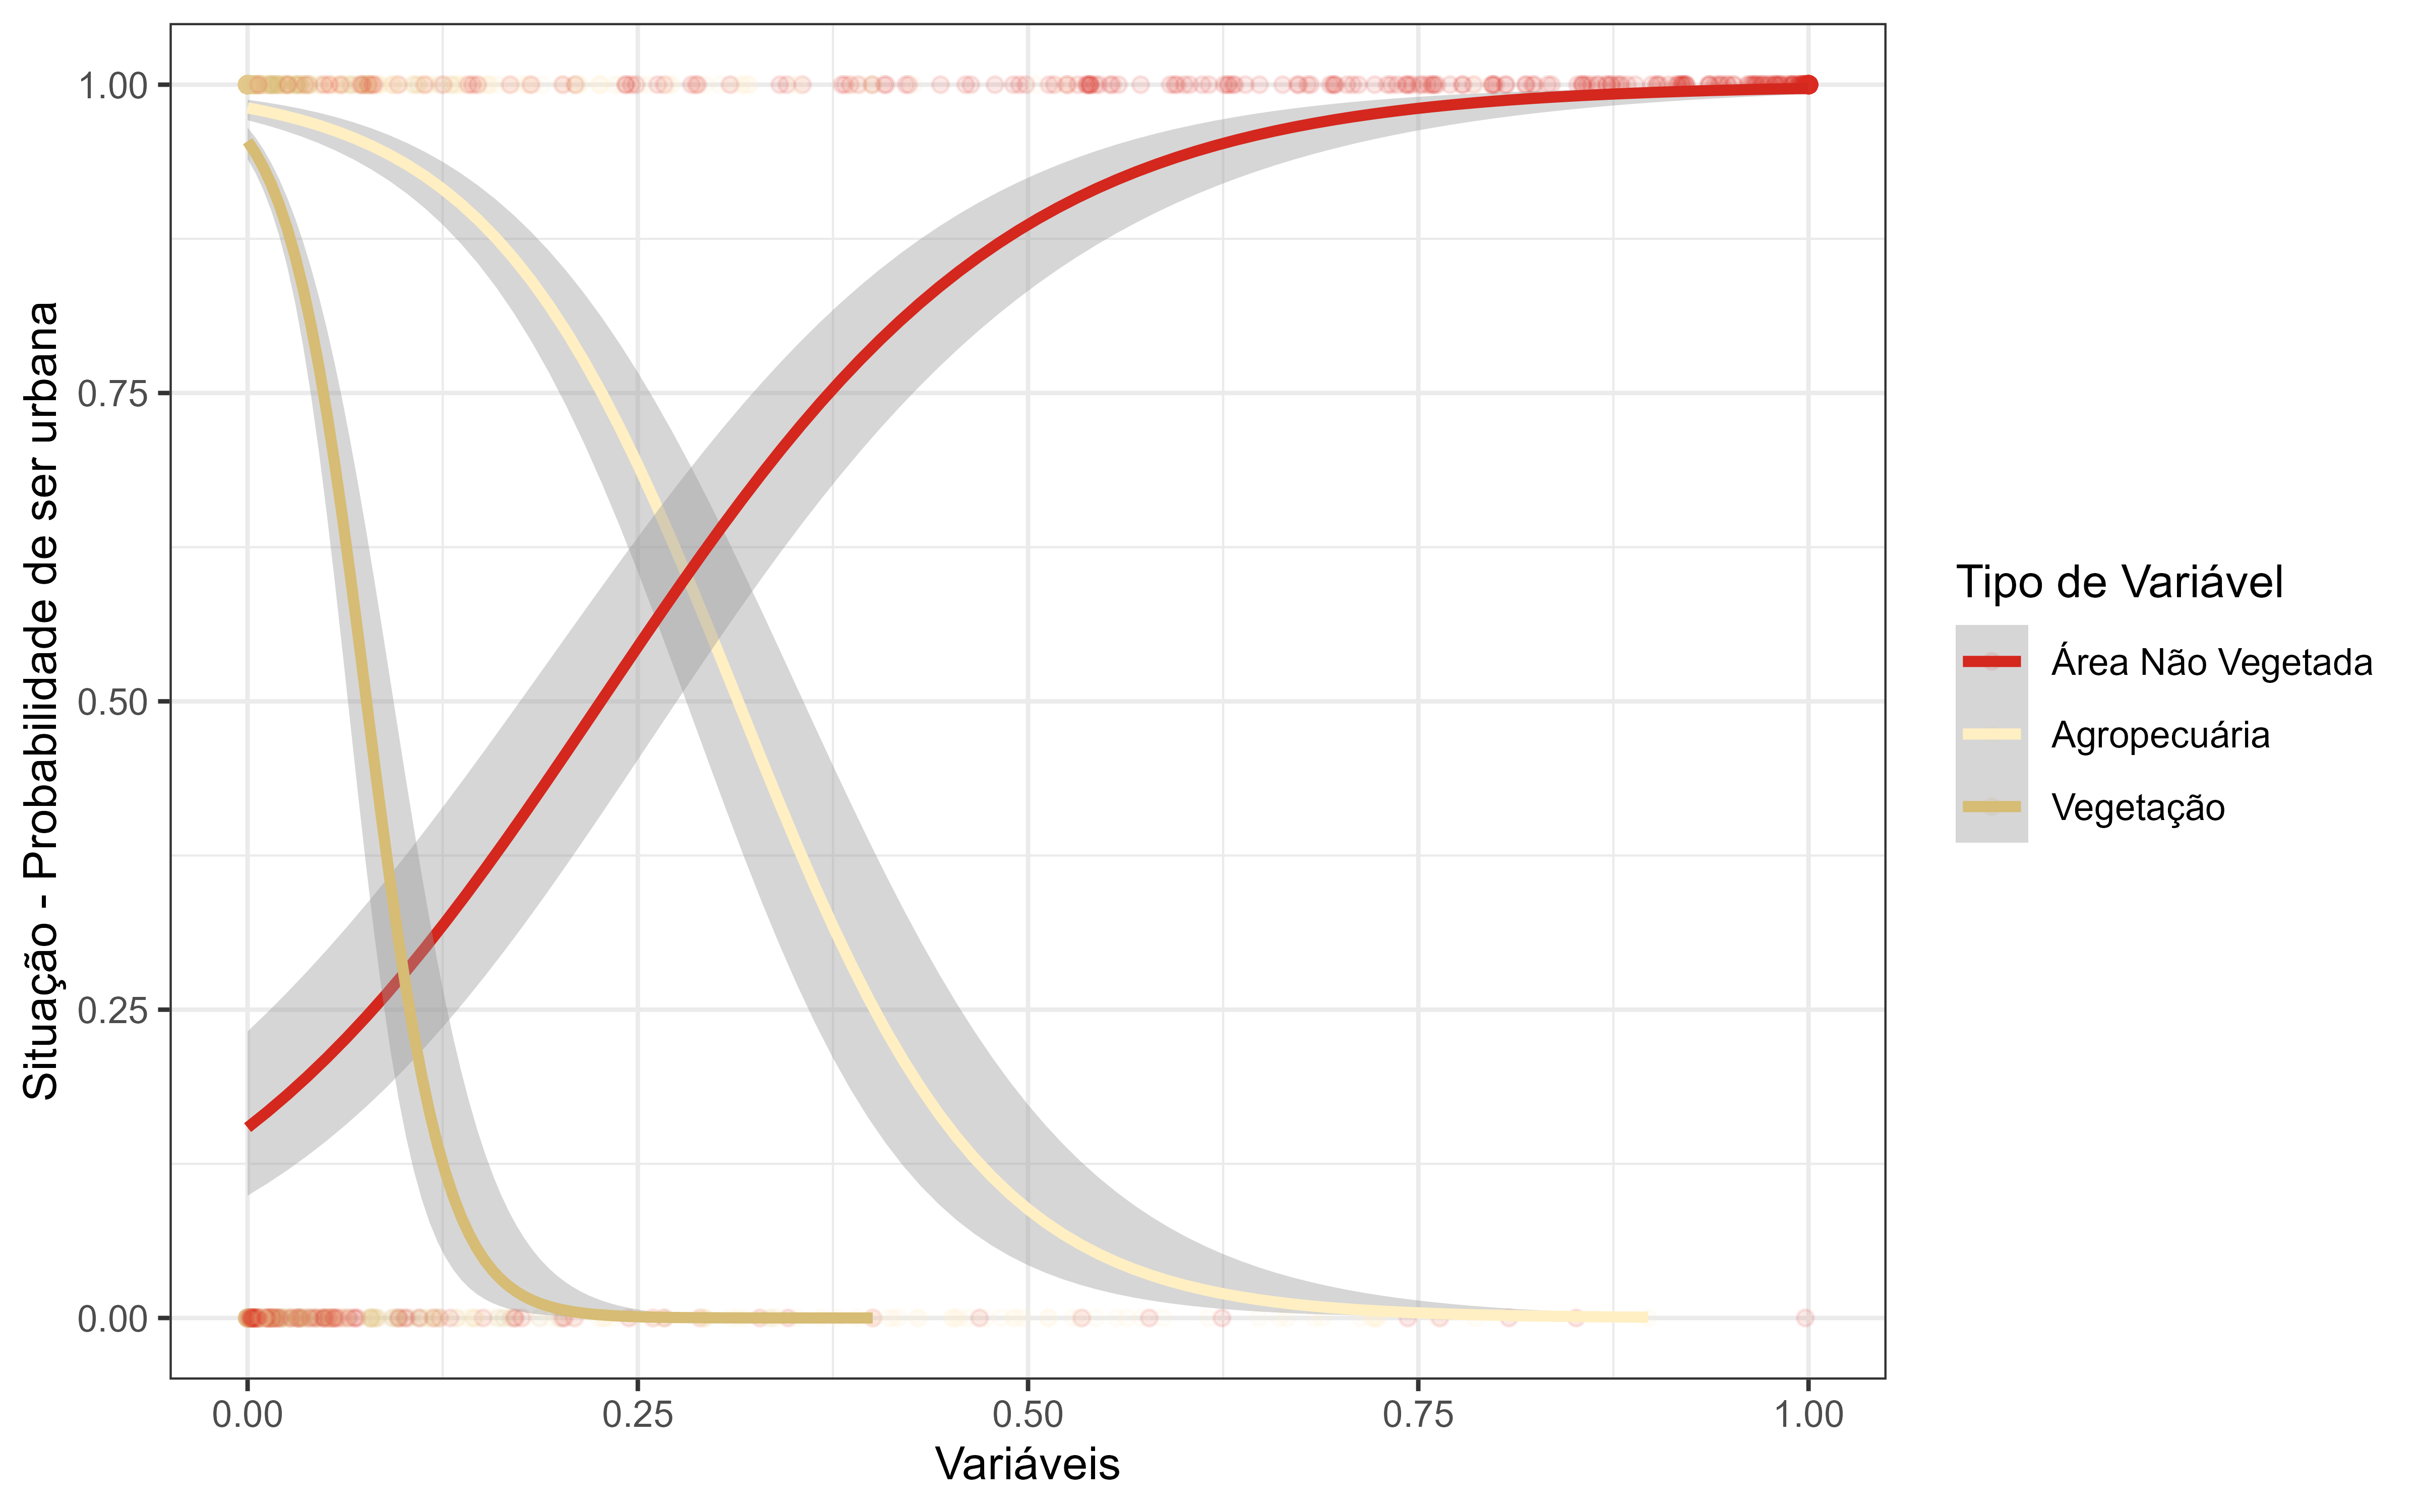 Situação - Probabilidade de ser urbana
1.00
0.75
0.50
0.25
0.00
0.00 0.25 0.50 0.75 1.00
Variáveis
Tipo de Variável
Área Não Vegetada
Agropecuária
Vegetação